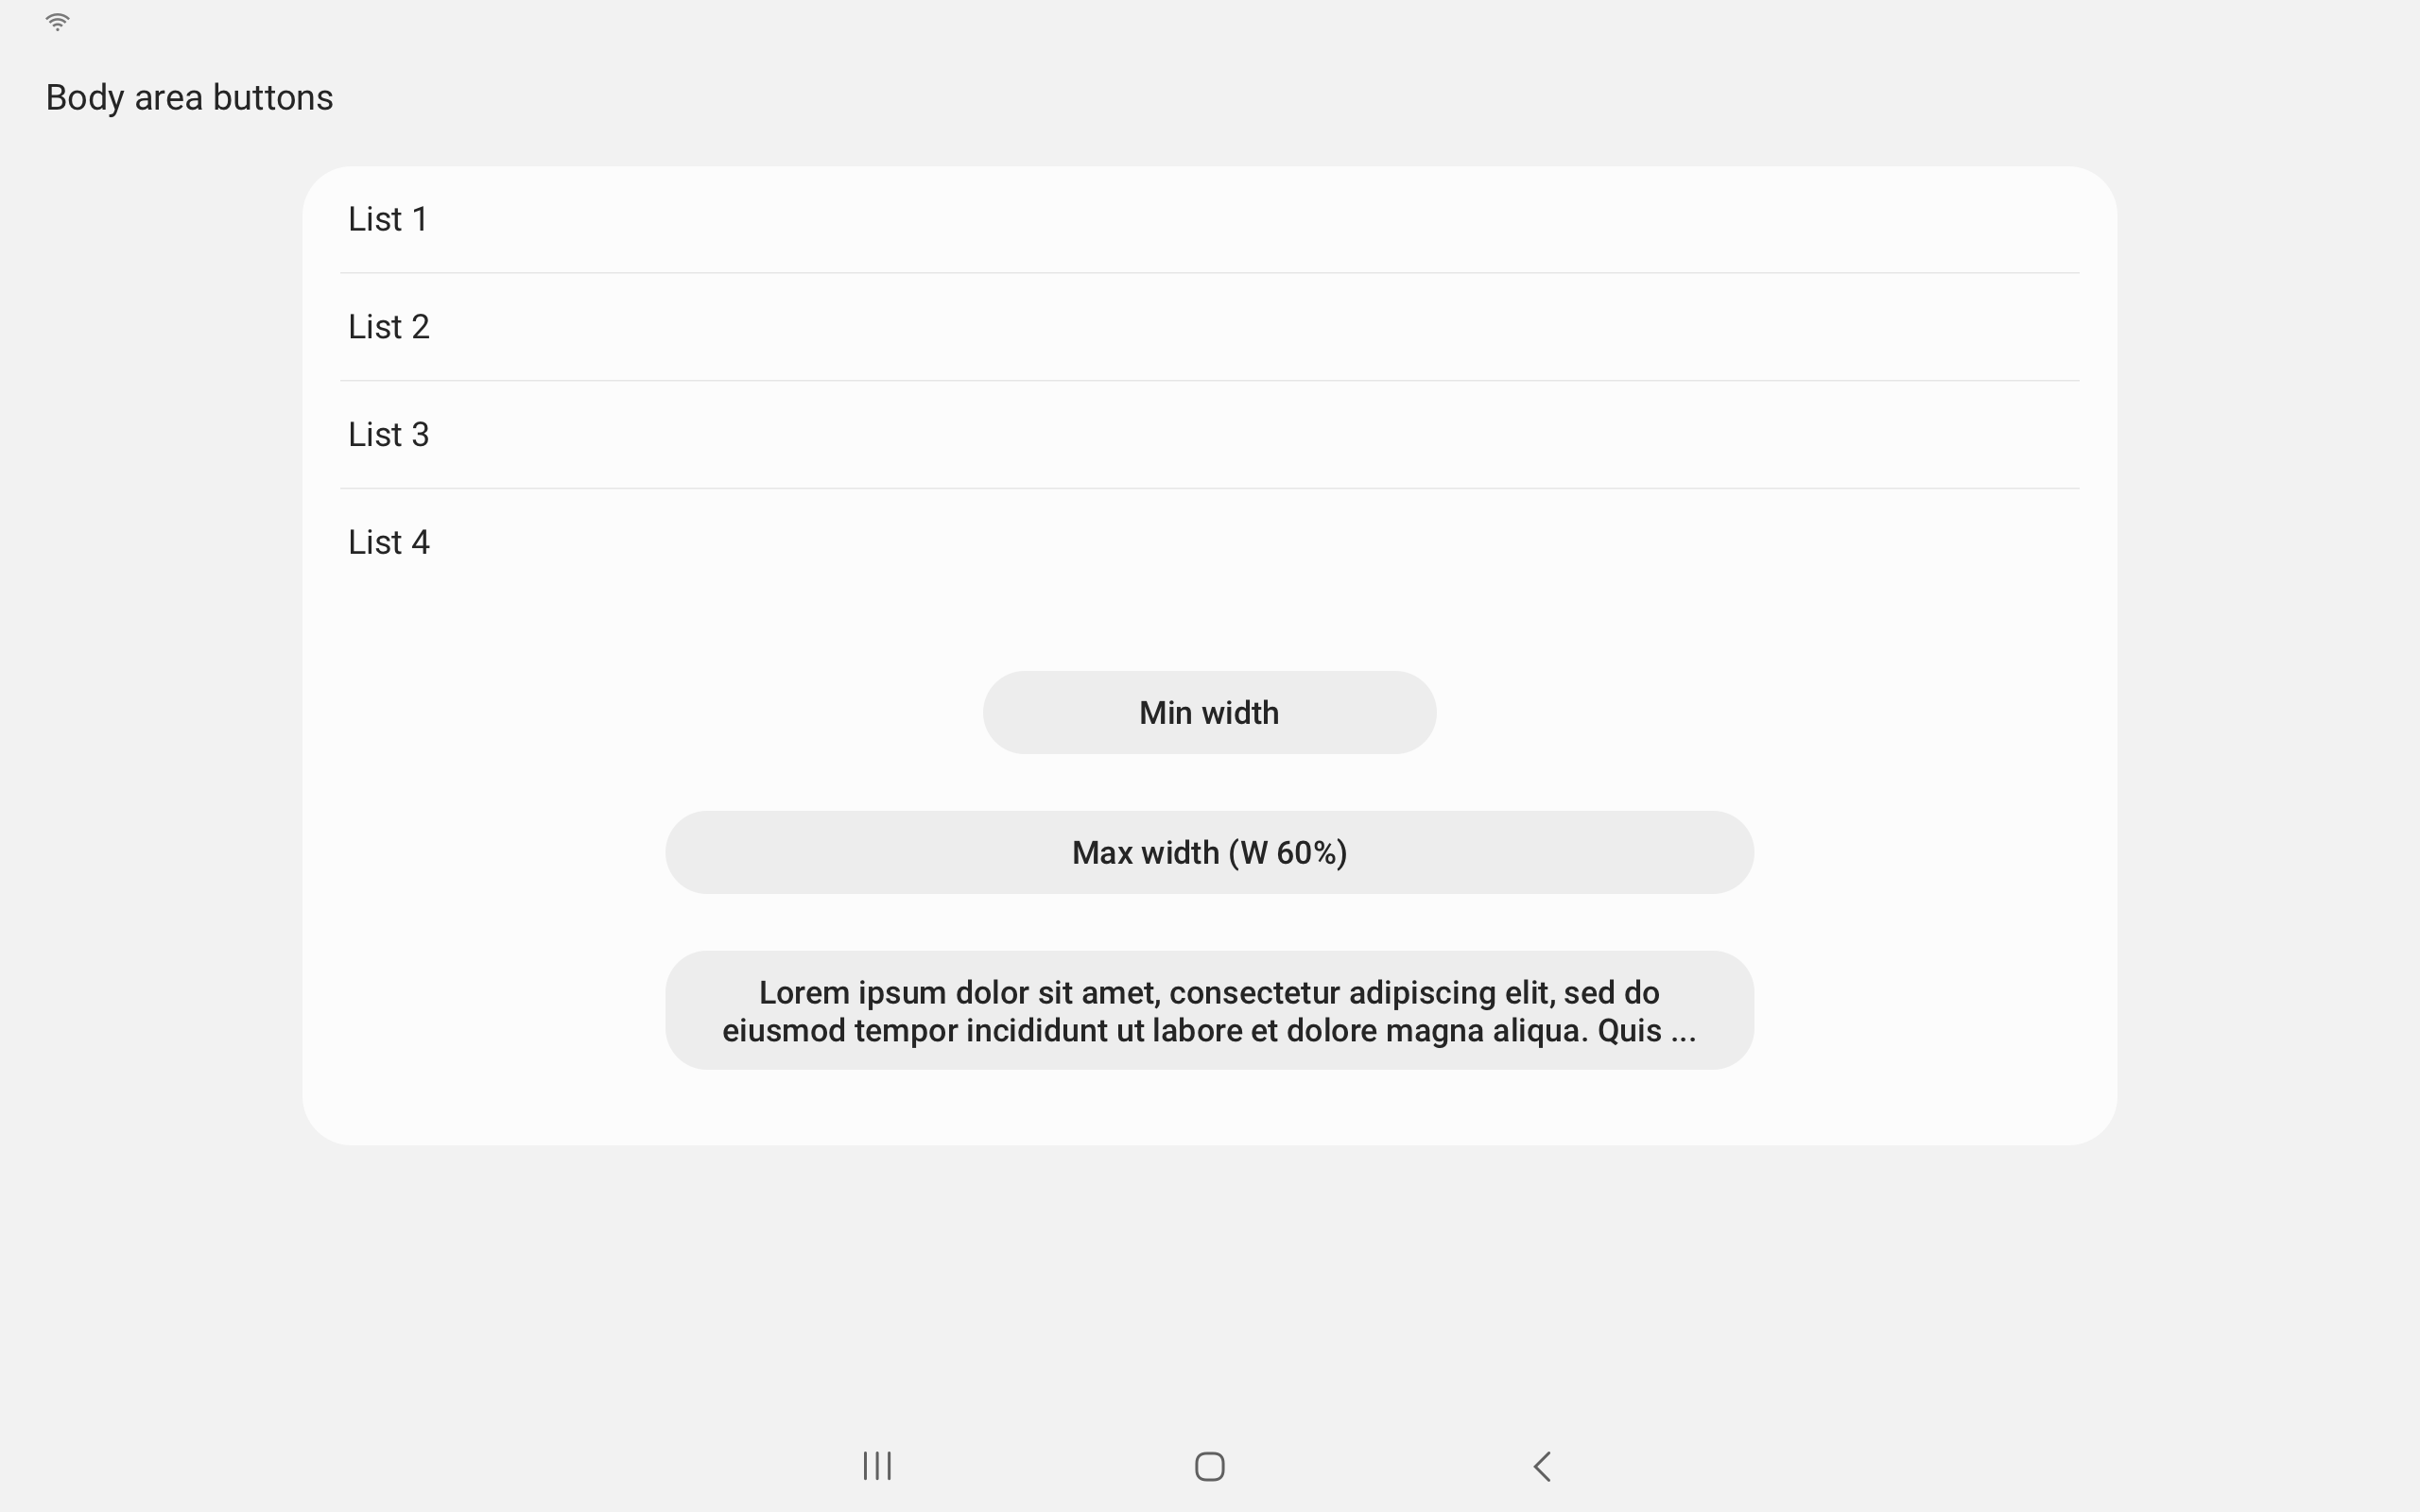 Body area buttons
List 1
List 2
List 3
List 4
Min width
Max width (W 60%)
Lorem ipsum dolor sit amet, consectetur adipiscing elit, sed do
eiusmod tempor incididunt ut labore et dolore magna aliqua. Quis ...